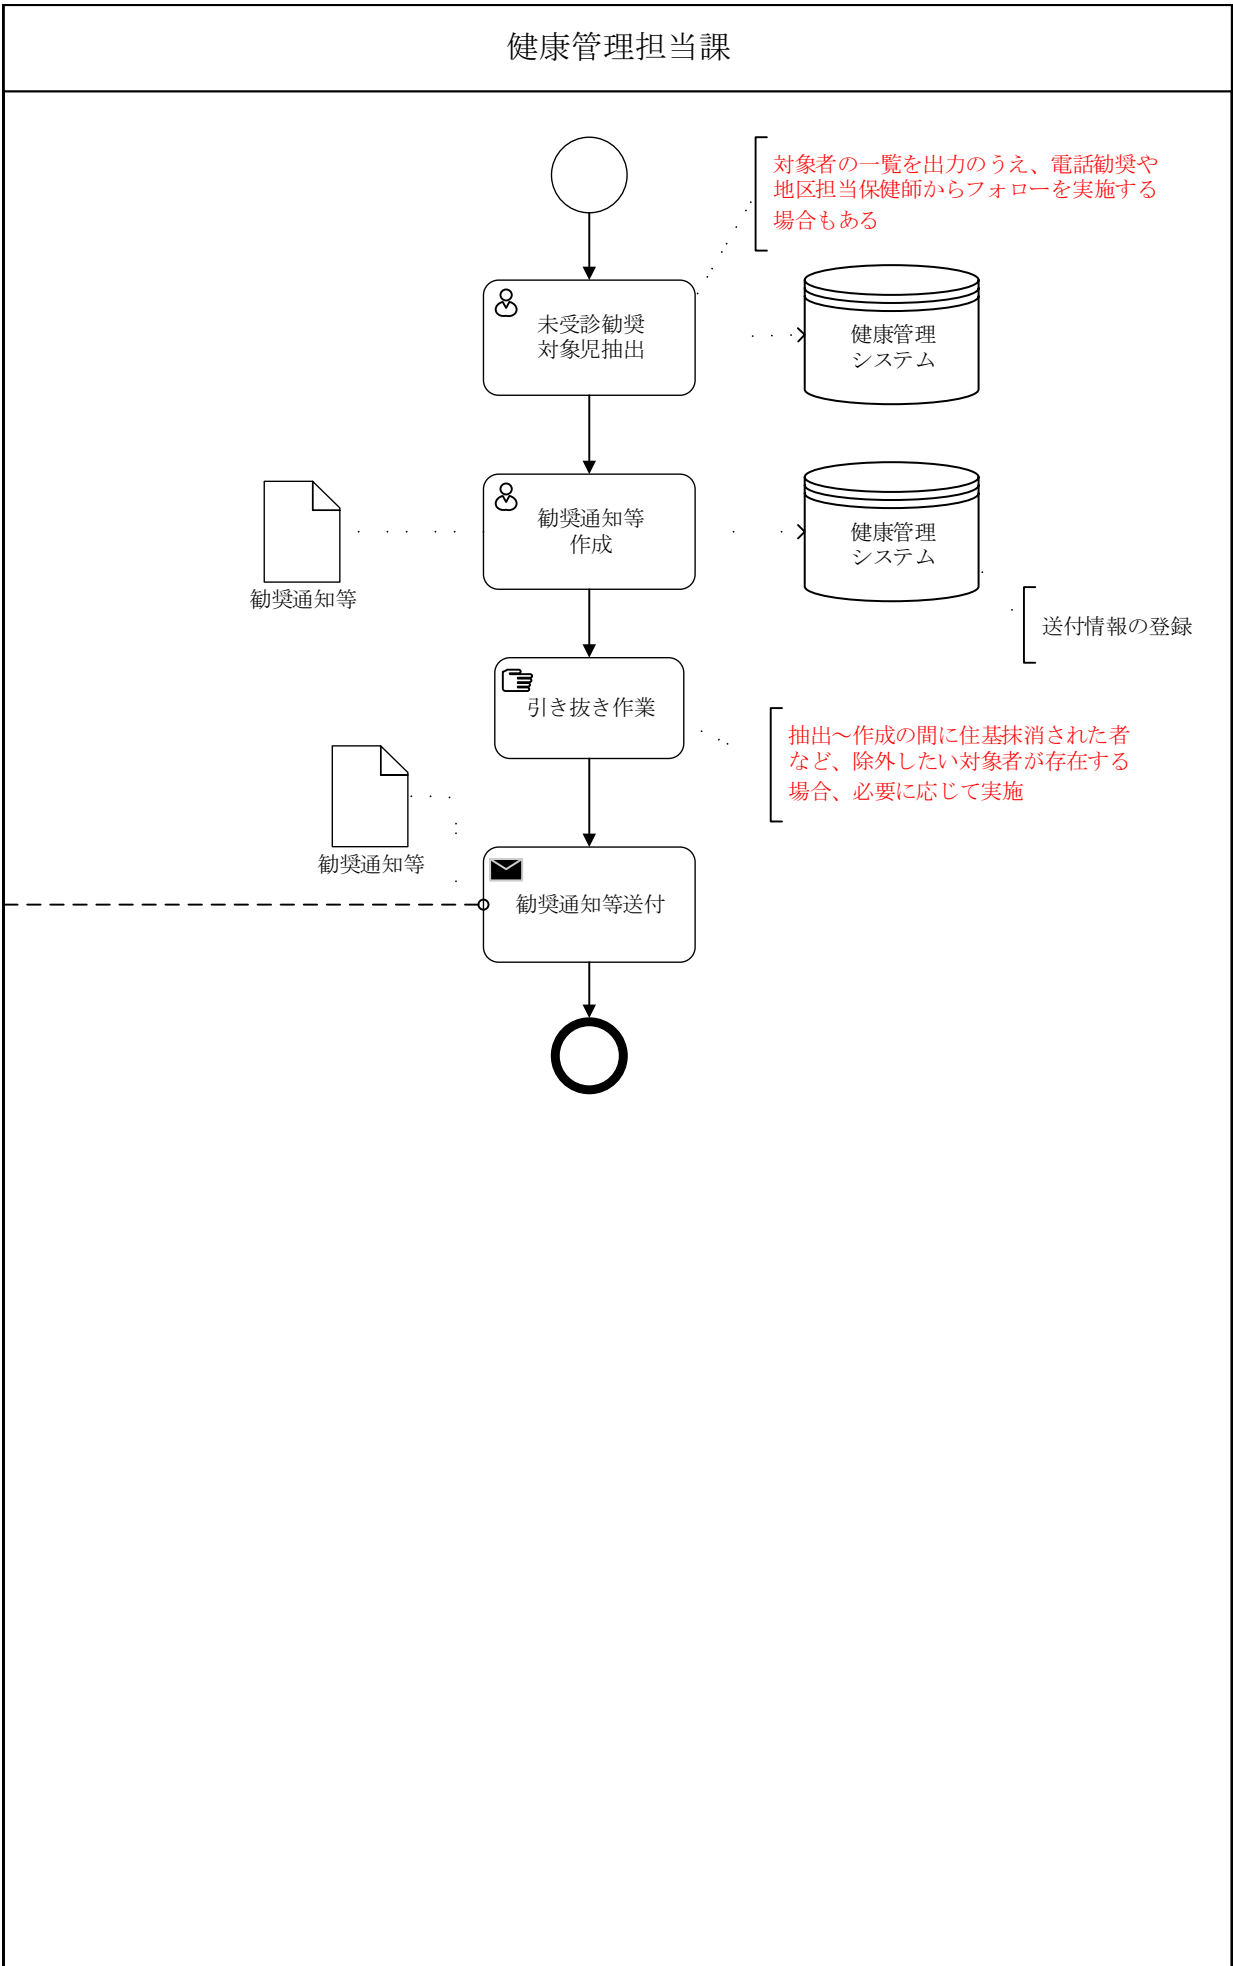 健康管理担当課
対象者の一覧を出力のうえ、電話勧奨や
地区担当保健師からフォローを実施する
場合もある
未受診勧奨
対象児抽出
健康管理
システム
勧奨通知等
作成
健康管理
システム
勧奨通知等
送付情報の登録
引き抜き作業
抽出～作成の間に住基抹消された者
など、除外したい対象者が存在する
場合、必要に応じて実施
勧奨通知等
勧奨通知等送付